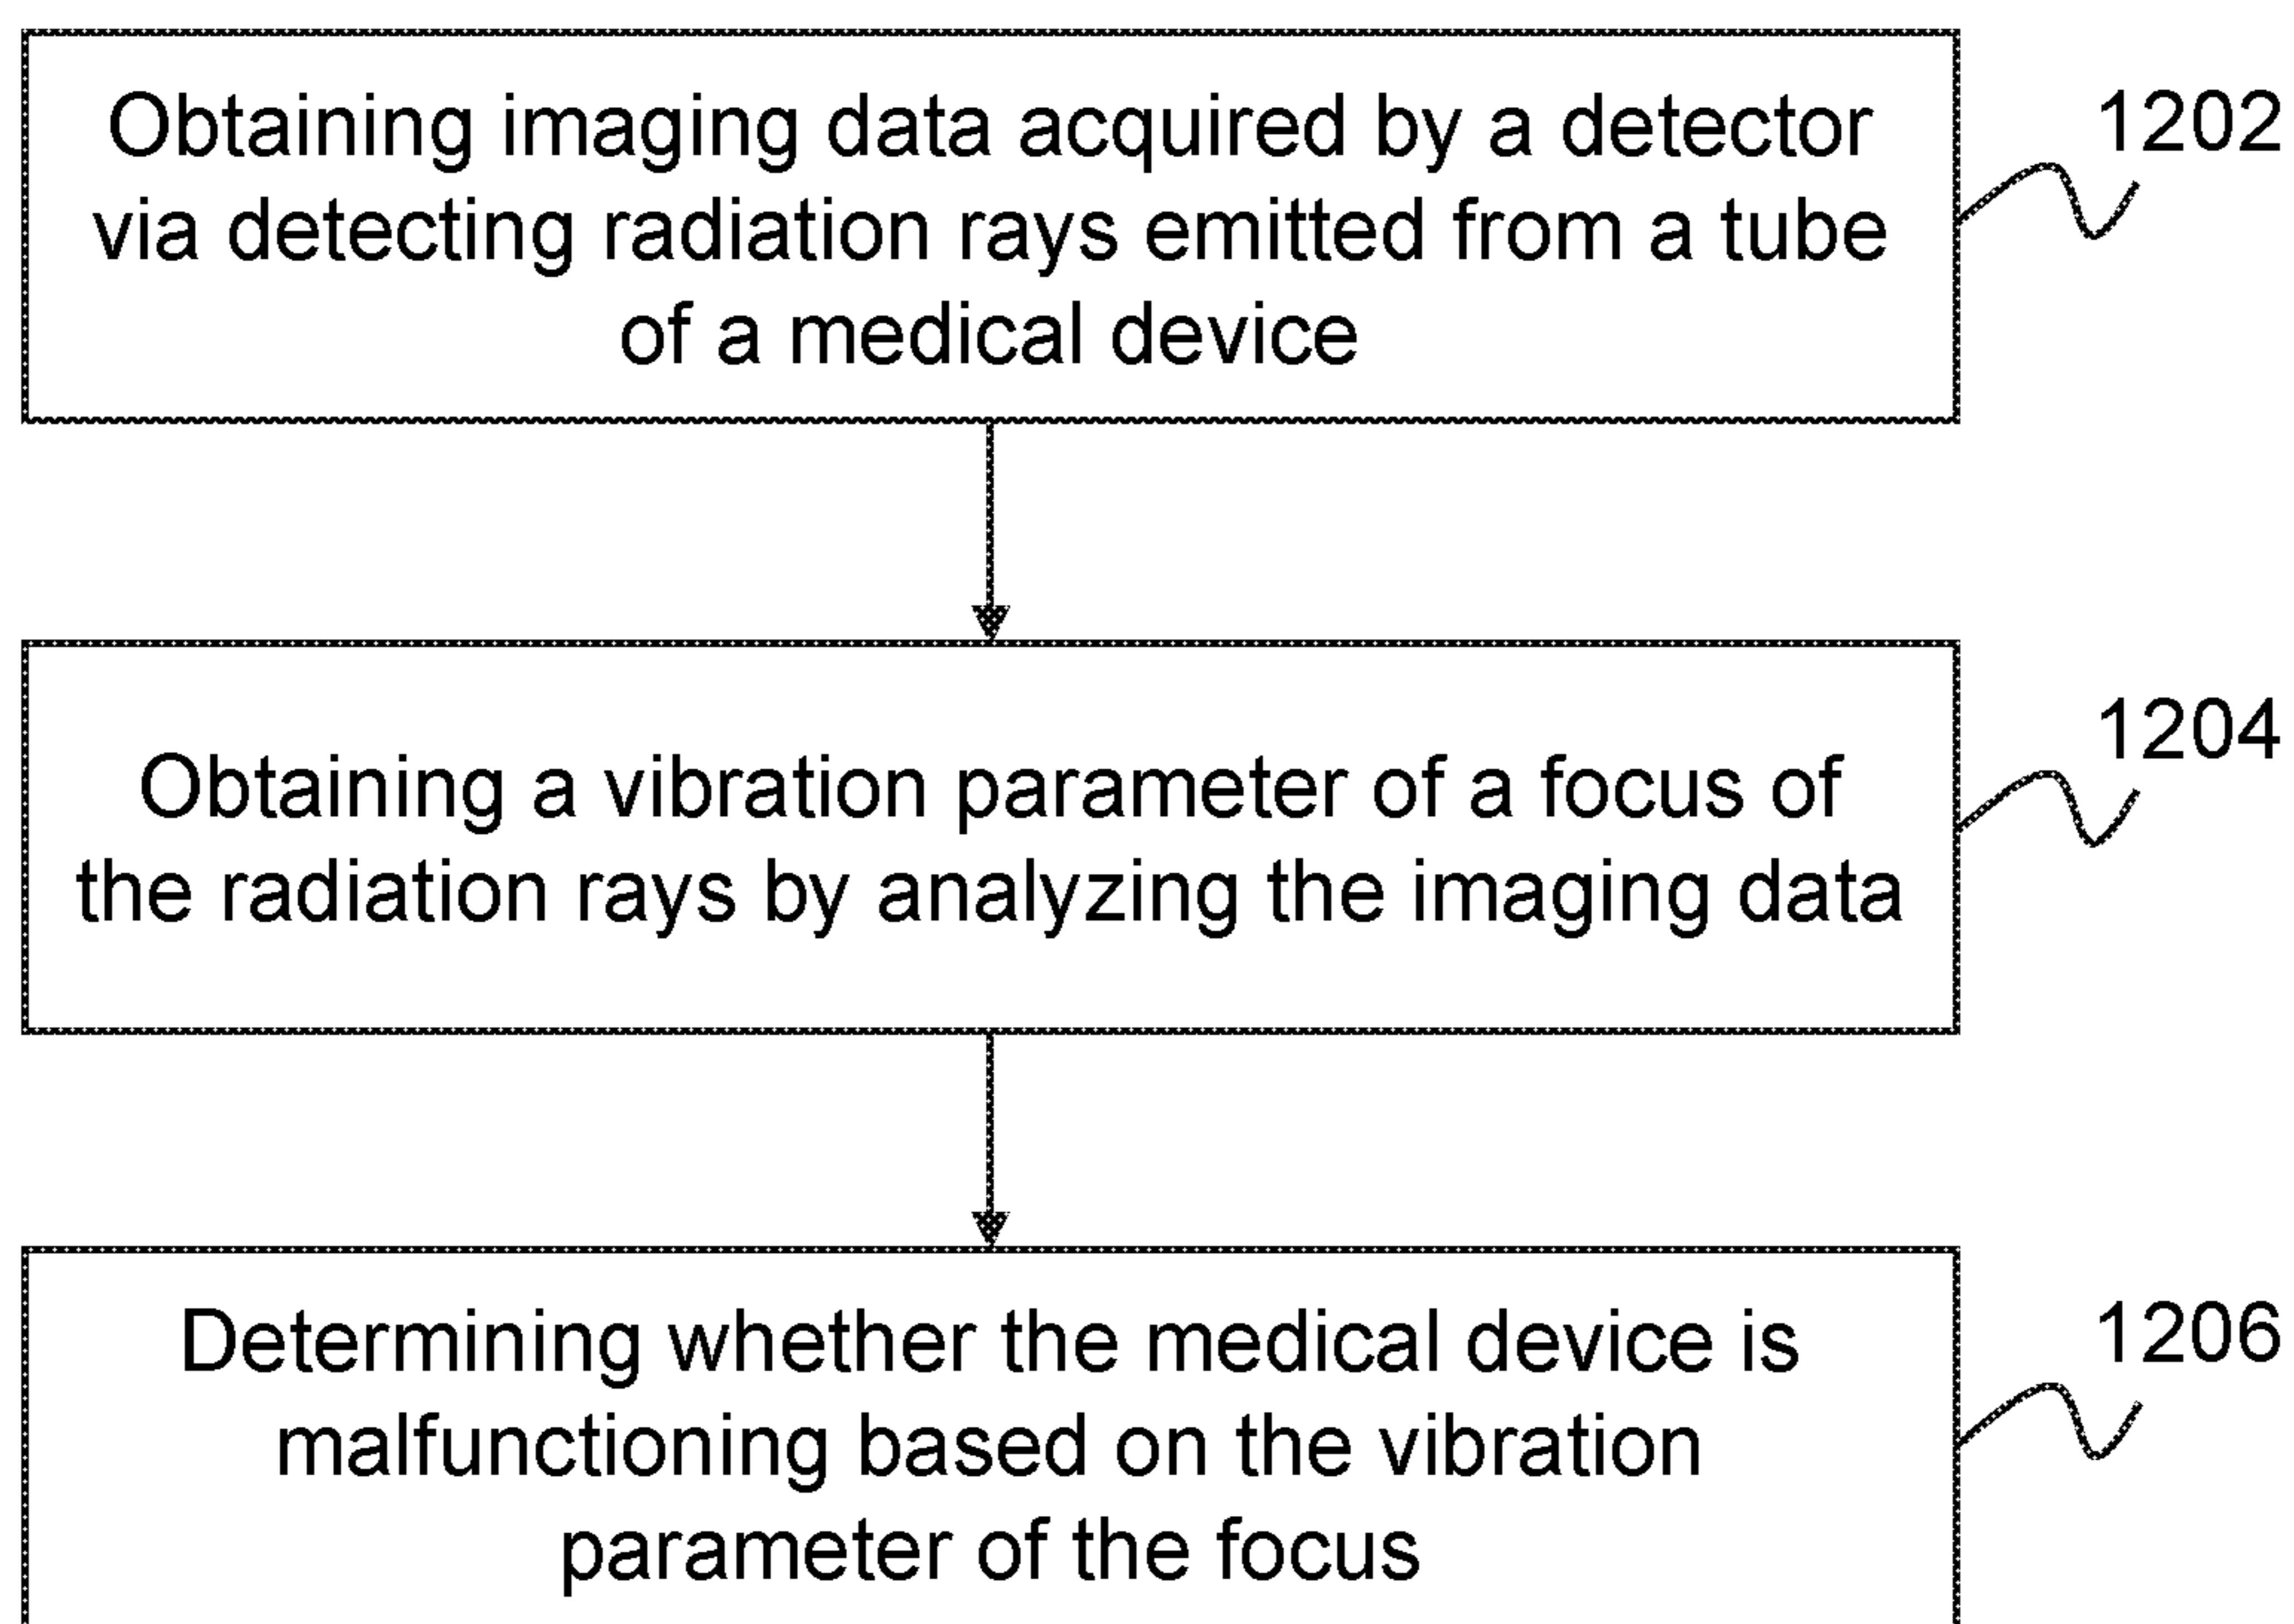 Obtaining imaging data acquired by a detector
via detecting radiation rays emitted from a tube
of a medical device
1202
Obtaining a vibration parameter of a focus of
the radiation rays by analyzing the imaging data
1204
Determining whether the medical device is
malfunctioning based on the vibration
parameter of the focus
1206